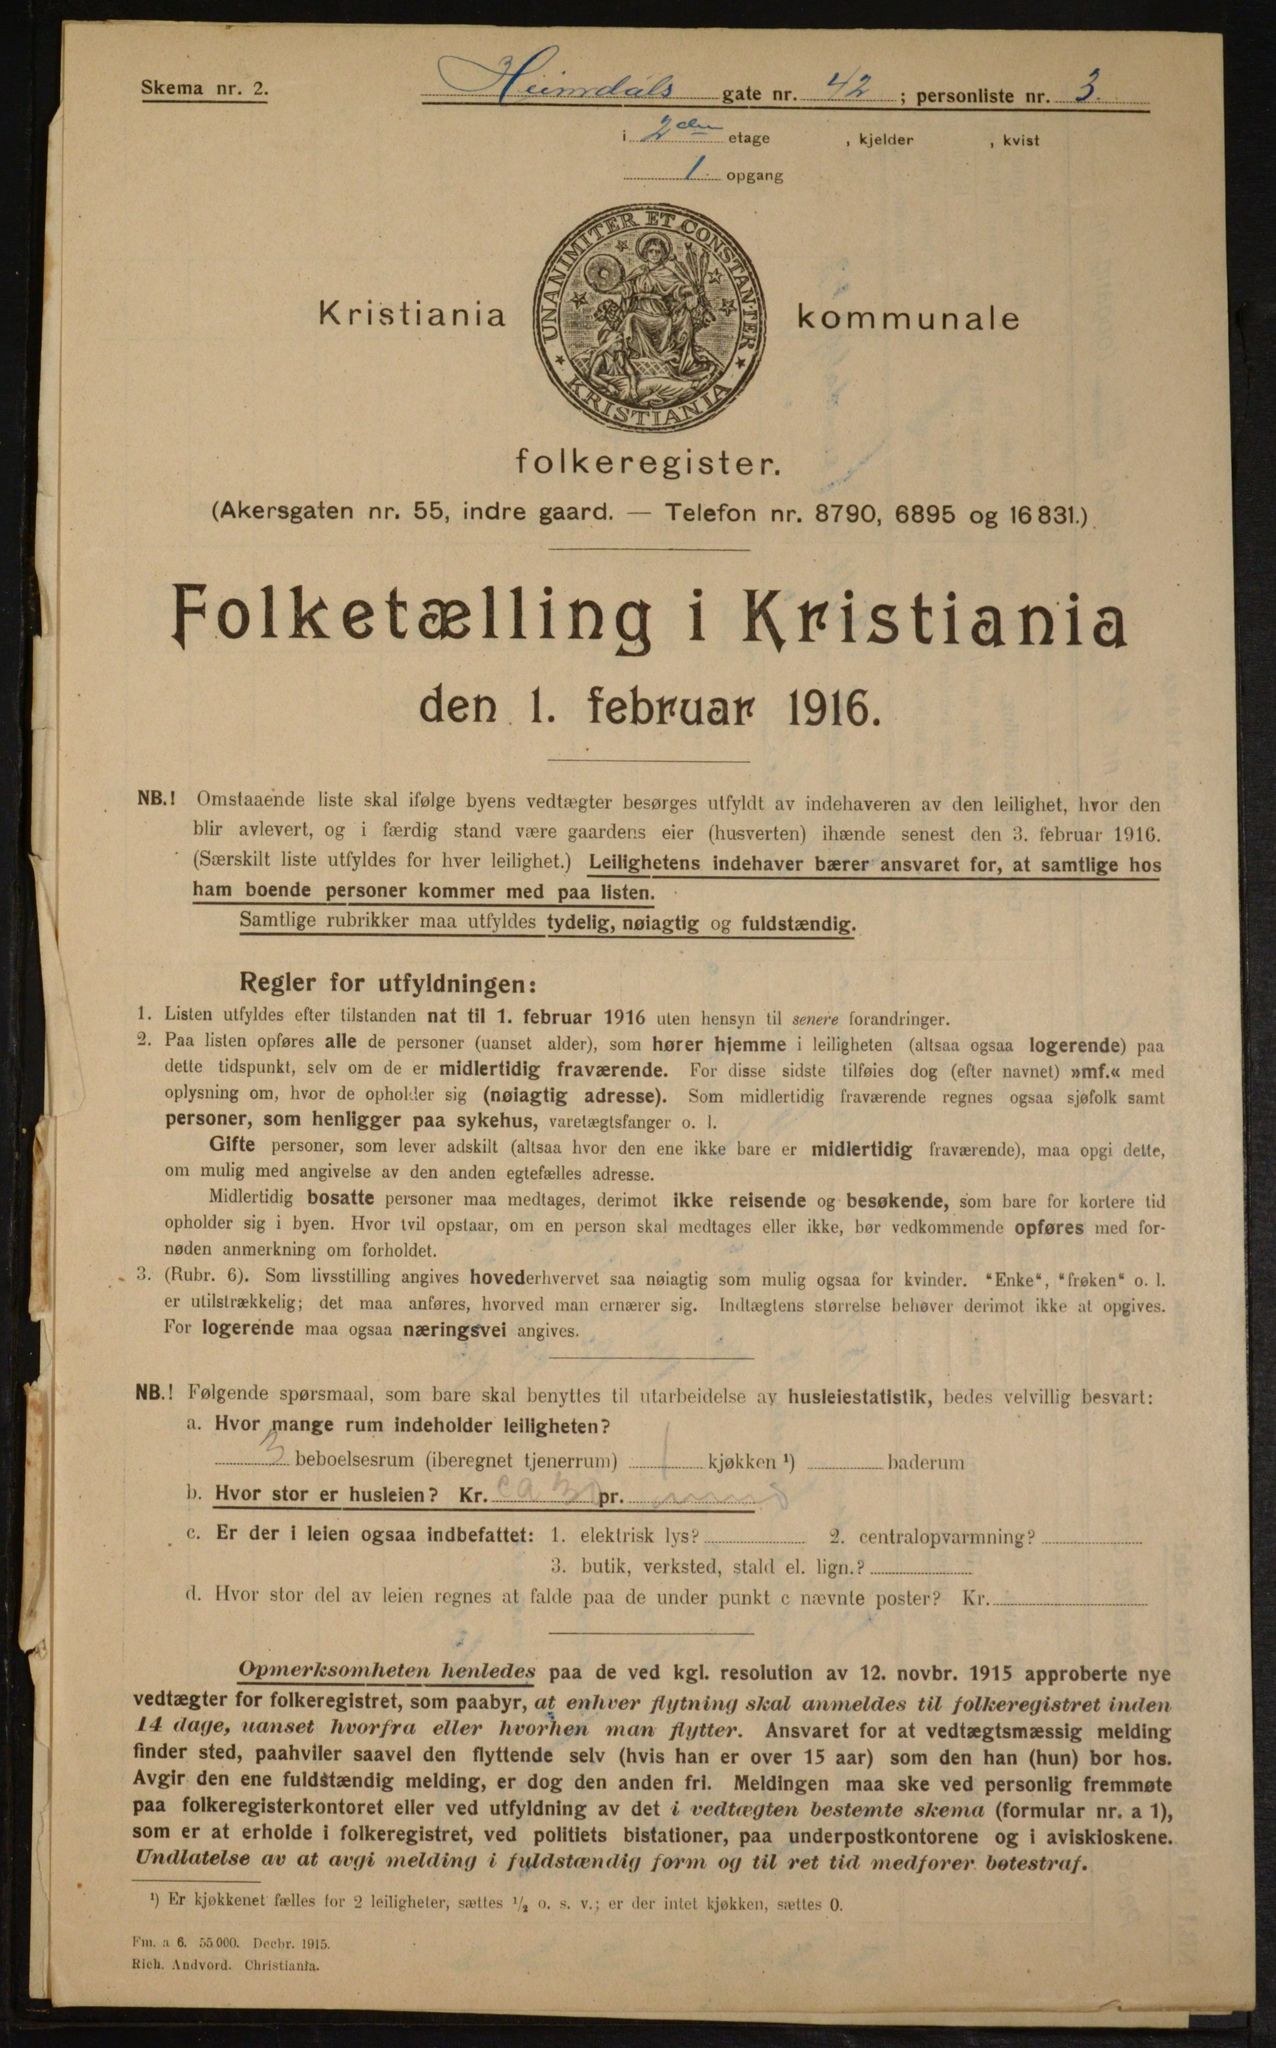 Skema nr. 2.
Heimdals gate nr. 42 ; personliste nr. 3.
i 2den etage , kjelder , kvist
1 opgang
UNANIMITER ET CONSTANTER
KRISTIANIA
Kristiania kommunale
folkeregister.
(Akersgaten nr. 55, indre gaard. — Telefon nr. 8790, 6895 og 16 831.)
Folketælling i Kristiania
den 1. februar 1916.
NB.! Omstaaende liste skal ifølge byens vedtægter besørges utfyldt av indehaveren av den leilighet, hvor den
blir avlevert, og i færdig stand være gaardens eier (husverten) ihænde senest den 3. februar 1916.
(Særskilt liste utfyldes for hver leilighet.) Leilighetens indehaver bærer ansvaret for, at samtlige hos
ham boende personer kommer med paa listen.
Samtlige rubrikker maa utfyldes tydelig, nøiagtig og fuldstændig.
Regler for utfyldningen:
1. Listen utfyldes efter tilstanden nat til 1. februar 1916 uten hensyn til senere forandringer.
2. Paa listen opføres alle de personer (uanset alder), som hører hjemme i leiligheten (altsaa ogsaa logerende) paa
dette tidspunkt, selv om de er midlertidig fraværende. For disse sidste tilføies dog (efter navnet) »mf.« med
oplysning om, hvor de opholder sig (nøiagtig adresse). Som midlertidig fraværende regnes ogsaa sjøfolk samt
personer, som henligger paa sykehus, varetægtsfanger o. l.
Gifte personer, som lever adskilt (altsaa hvor den ene ikke bare er midlertidig fraværende), maa opgi dette,
om mulig med angivelse av den anden egtefælles adresse.
Midlertidig bosatte personer maa medtages, derimot ikke reisende og besøkende, som bare for kortere tid
opholder sig i byen. Hvor tvil opstaar, om en person skal medtages eller ikke, bør vedkommende opføres med for-
nøden anmerkning om forholdet.
3. (Rubr. 6). Som livsstilling angives hovederhvervet saa nøiagtig som mulig ogsaa for kvinder. "Enke", "frøken" o. l.
er utilstrækkelig; det maa anføres, hvorved man ernærer sig. Indtægtens størrelse behøver derimot ikke at opgives.
For logerende maa ogsaa næringsvei angives.
NB.! Følgende spørsmaal, som bare skal benyttes til utarbeidelse av husleiestatistik, bedes velvillig besvart:
a. Hvor mange rum indeholder leiligheten?
3 beboelsesrum (iberegnet tjenerrum) 1 kjøkken ¹) baderum
b. Hvor stor er husleien? Kr. ca 30 pr.
c. Er der i leien ogsaa indbefattet: 1. elektrisk lys? 2. centralopvarmning?
3. butik, verksted, stald el. lign.?
d. Hvor stor del av leien regnes at falde paa de under punkt c nævnte poster? Kr.
Opmerksomheten henledes paa de ved kgl. resolution av 12. novbr. 1915 approberte nye
vedtægter for folkeregistret, som paabyr, at enhver flytning skal anmeldes til folkeregistret inden
14 dage, uanset hvorfra eller hvorhen man flytter. Ansvaret for at vedtægtsmæssig melding
finder sted, paahviler saavel den flyttende selv (hvis han er over 15 aar) som den han (hun) bor hos.
Avgir den ene fuldstændig melding, er dog den anden fri. Meldingen maa ske ved personlig fremmøte
paa folkeregisterkontoret eller ved utfyldning av det i vedtægten bestemte skema (formular nr. a 1),
som er at erholde i folkeregistret, ved politiets bistationer, paa underpostkontorene og i aviskioskene.
Undlatelse av at avgi melding i fuldstændig form og til ret tid medfører bøtestraf.
¹) Er kjøkkenet fælles for 2 leiligheter, sættes ½ o. s. v.; er der intet kjøkken, sættes 0.
Fm. a 6. 55 000. Decbr. 1915.
Rich. Andvord. Christiania.